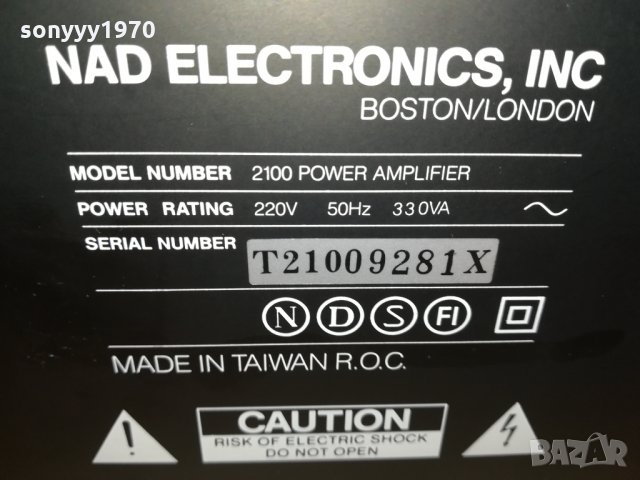 sonyyy1970
NAD ELECTRONICS, INC
BOSTON/LONDON
MODEL NUMBER 2100 POWER AMPLIFIER
POWER RATING 220V 50Hz 330VA
SERIAL NUMBER T21009281X
N D S FI
MADE IN TAIWAN R.O.C.
CAUTION
RISK OF ELECTRIC SHOCK
DO NOT OPEN
BAZAR